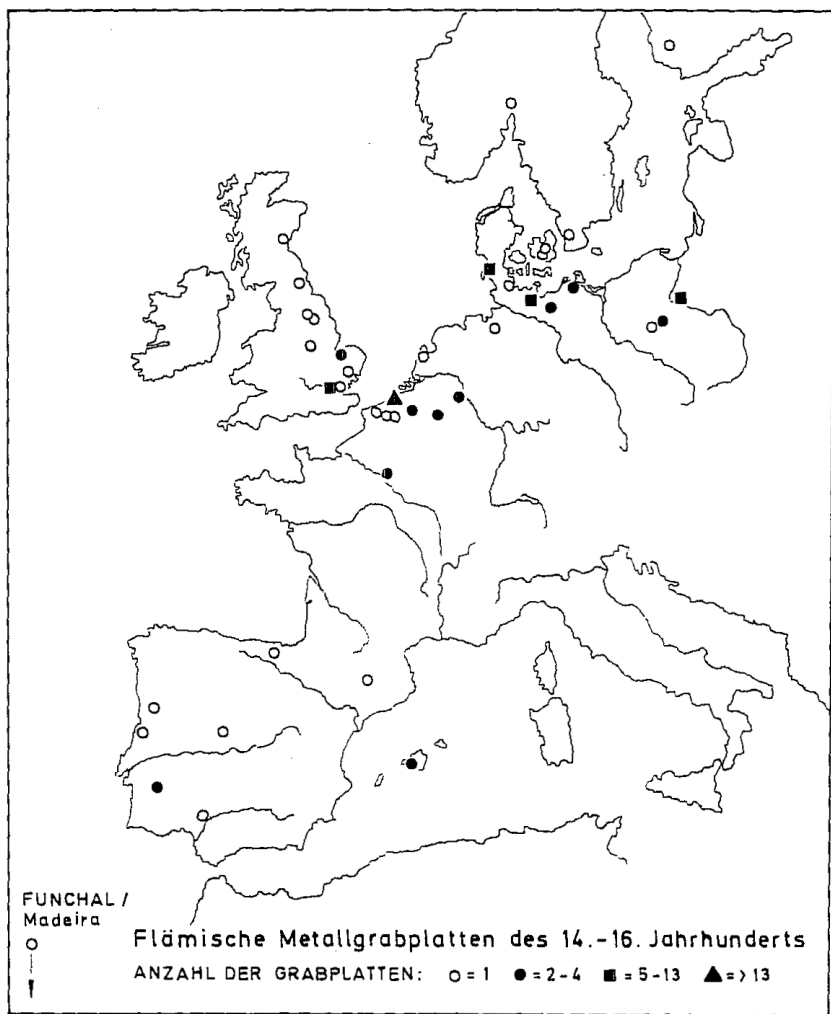 FUNCHAL /
Madeira
Flämische Metallgrabplatten des 14.-16. Jahrhunderts
ANZAHL DER GRABPLATTEN: ○ = 1 ● = 2-4 ■ = 5-13 ▲ = > 13